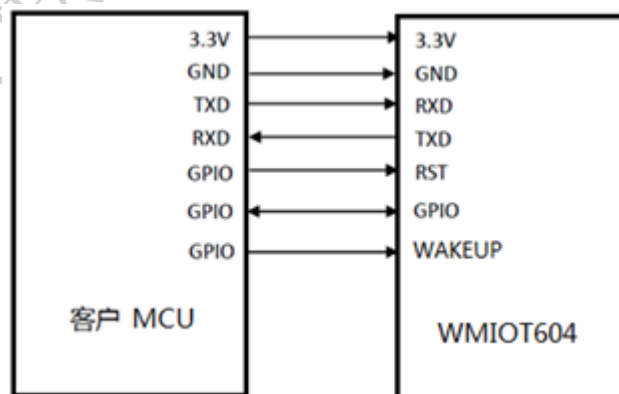 3.3V 3.3V
GND GND
TXD RXD
RXD TXD
GPIO RST
GPIO GPIO
GPIO WAKEUP
客户 MCU
WMIOT604